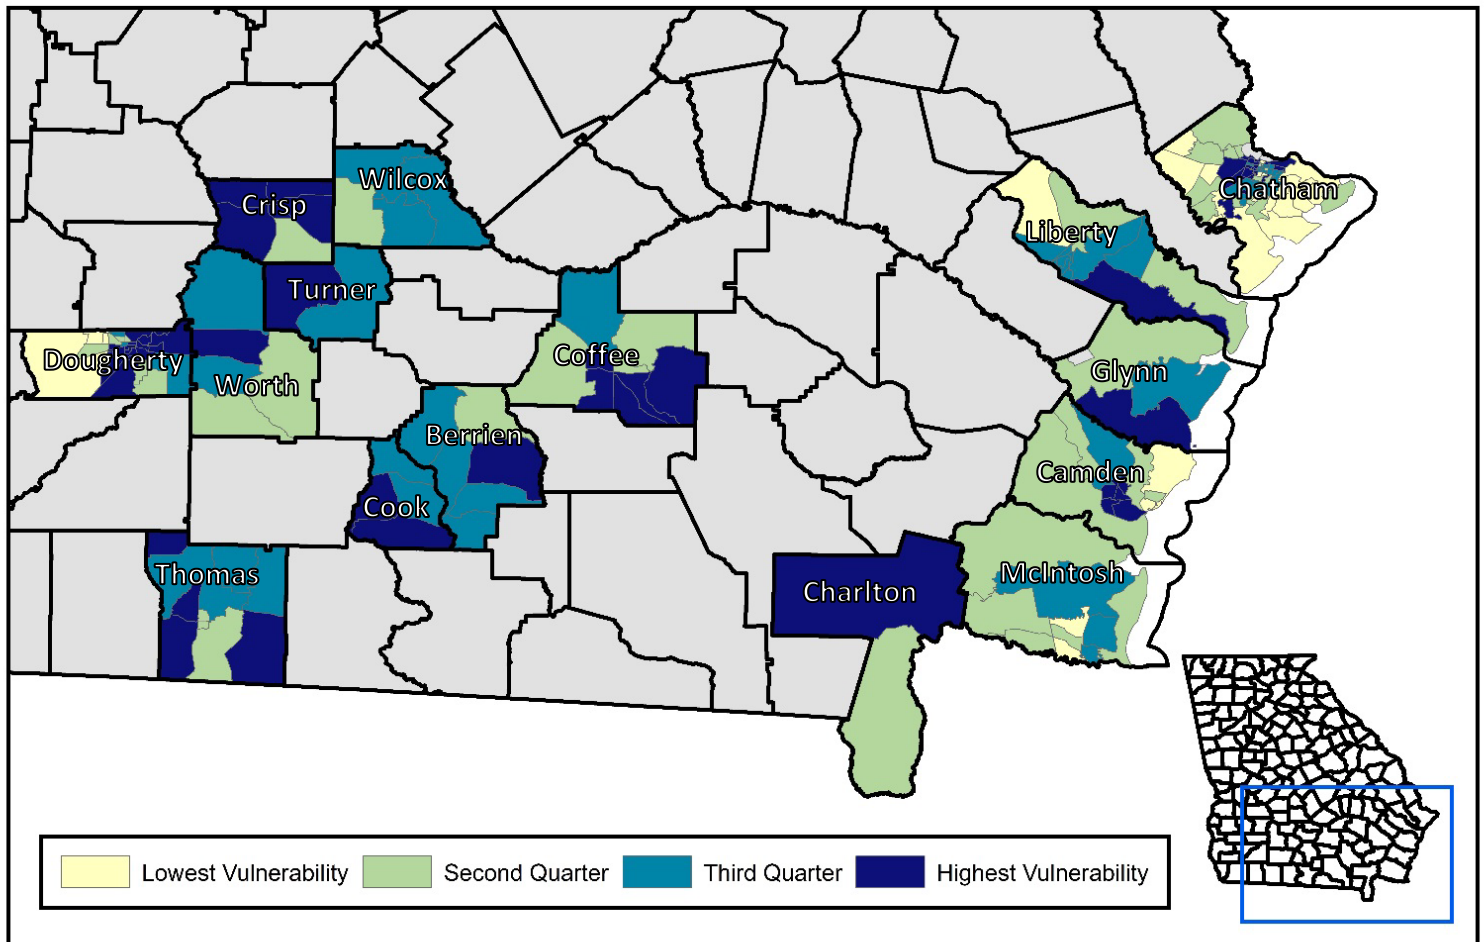 Wilcox
Crisp
Chatham
Liberty
Turner
Dougherty
Coffee
Glynn
Worth
Berrien
Camden
Cook
Thomas
McIntosh
Charlton
Lowest Vulnerability
Second Quarter
Third Quarter
Highest Vulnerability